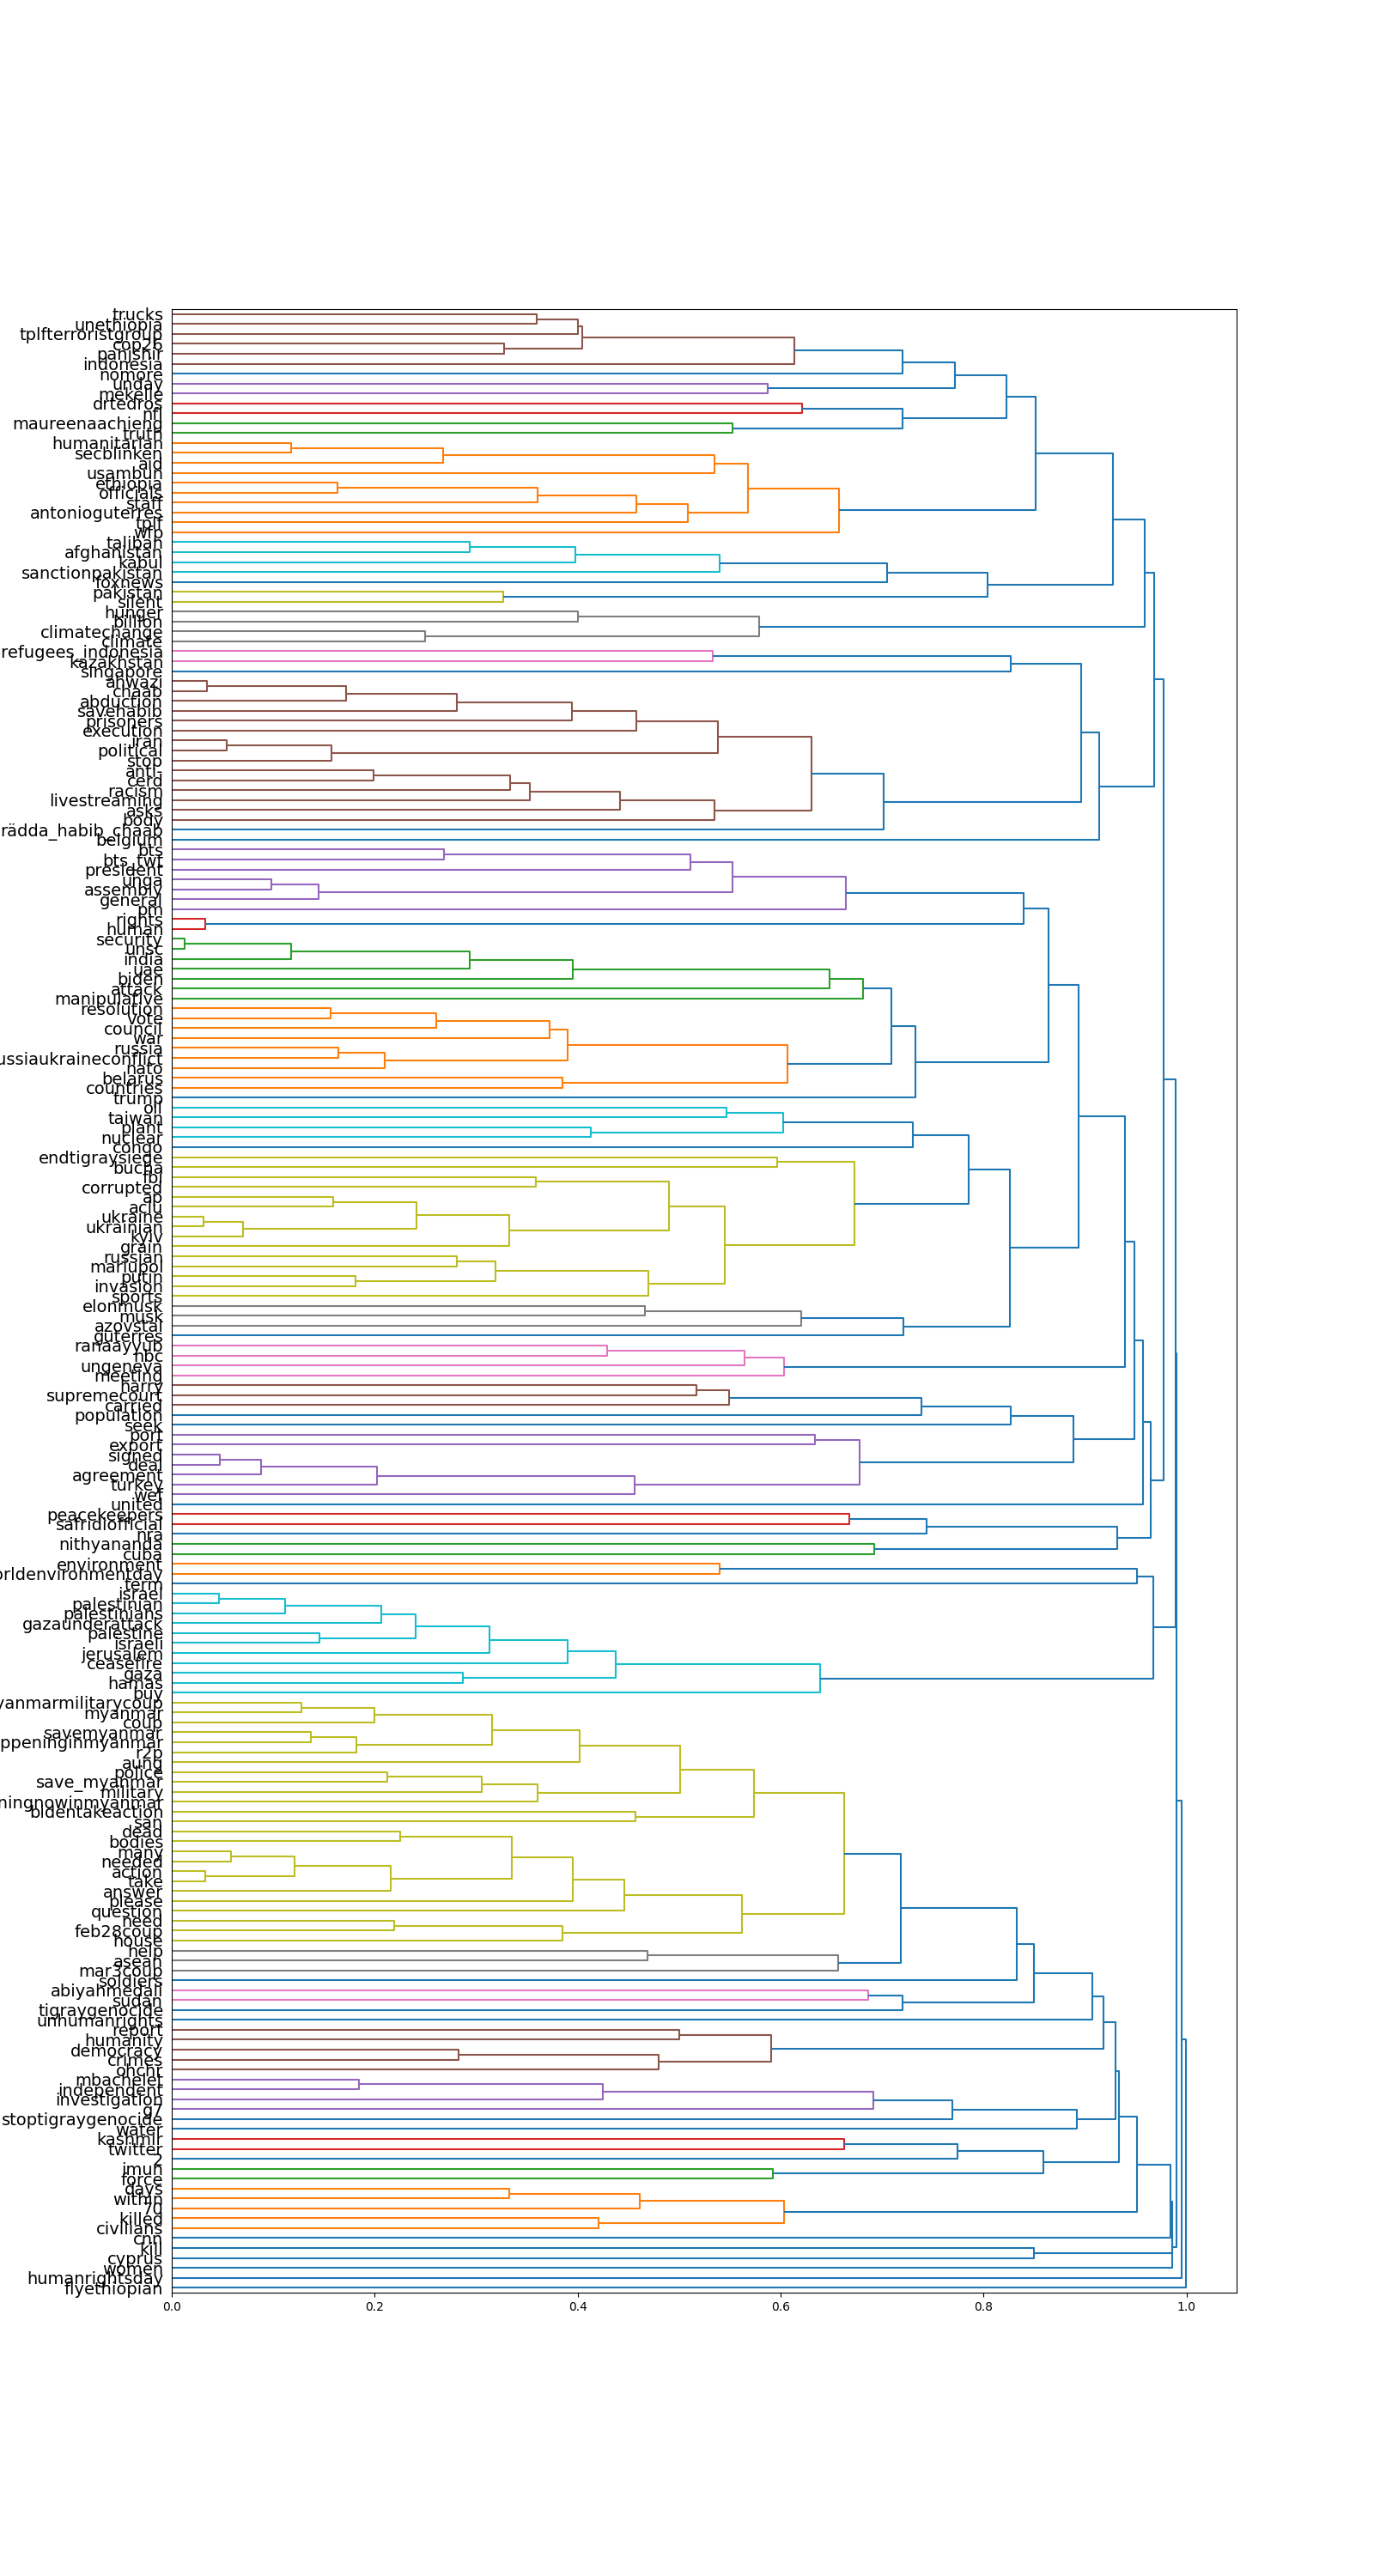 trucks
unethiopia
tplfterroristgroup
cop26
panjshir
indonesia
nomore
unday
mekelle
drtedros
nfl
maureenaachieng
truth
humanitarian
secblinken
aid
usambun
ethiopia
officials
staff
antonioguterres
tplf
wfp
taliban
afghanistan
kabul
sanctionpakistan
foxnews
pakistan
silent
hunger
billion
climatechange
climate
refugees_indonesia
kazakhstan
singapore
ahwazi
chaab
abduction
savehabib
prisoners
execution
iran
political
stop
anti-
cerd
racism
livestreaming
asks
body
rädda_habib_chaab
belgium
bts
bts_twt
president
unga
assembly
general
pm
rights
human
security
unsc
india
uae
biden
attack
manipulative
resolution
vote
council
war
russia
ussiaukraineconflict
nato
belarus
countries
trump
oil
taiwan
plant
nuclear
congo
endtigraysiege
bucha
fbi
corrupted
ap
aclu
ukraine
ukrainian
kyiv
grain
russian
mariupol
putin
invasion
sports
elonmusk
musk
azovstal
guterres
ranaayyub
nbc
ungeneva
meeting
harry
supremecourt
carried
population
seek
port
export
signed
deal
agreement
turkey
wef
united
peacekeepers
safridiofficial
nra
nithyananda
cuba
environment
orldenvironmentday
term
israel
palestinian
palestinians
gazaunderattack
palestine
israeli
jerusalem
ceasefire
gaza
hamas
buy
yanmarmilitarycoup
myanmar
coup
savemyanmar
ppeninginmyanmar
r2p
aung
police
save_myanmar
military
ningnowinmyanmar
bidentakeaction
san
dead
bodies
many
needed
action
take
answer
please
question
need
feb28coup
house
help
asean
mar3coup
soldiers
abiyahmedali
sudan
tigraygenocide
unhumanrights
report
humanity
democracy
crimes
ohchr
mbachelet
independent
investigation
g7
stoptigraygenocide
water
kashmir
twitter
2
imun
force
days
within
70
killed
civilians
cnn
kill
cyprus
women
humanrightsday
flyethiopian
0.0 0.2 0.4 0.6 0.8 1.0